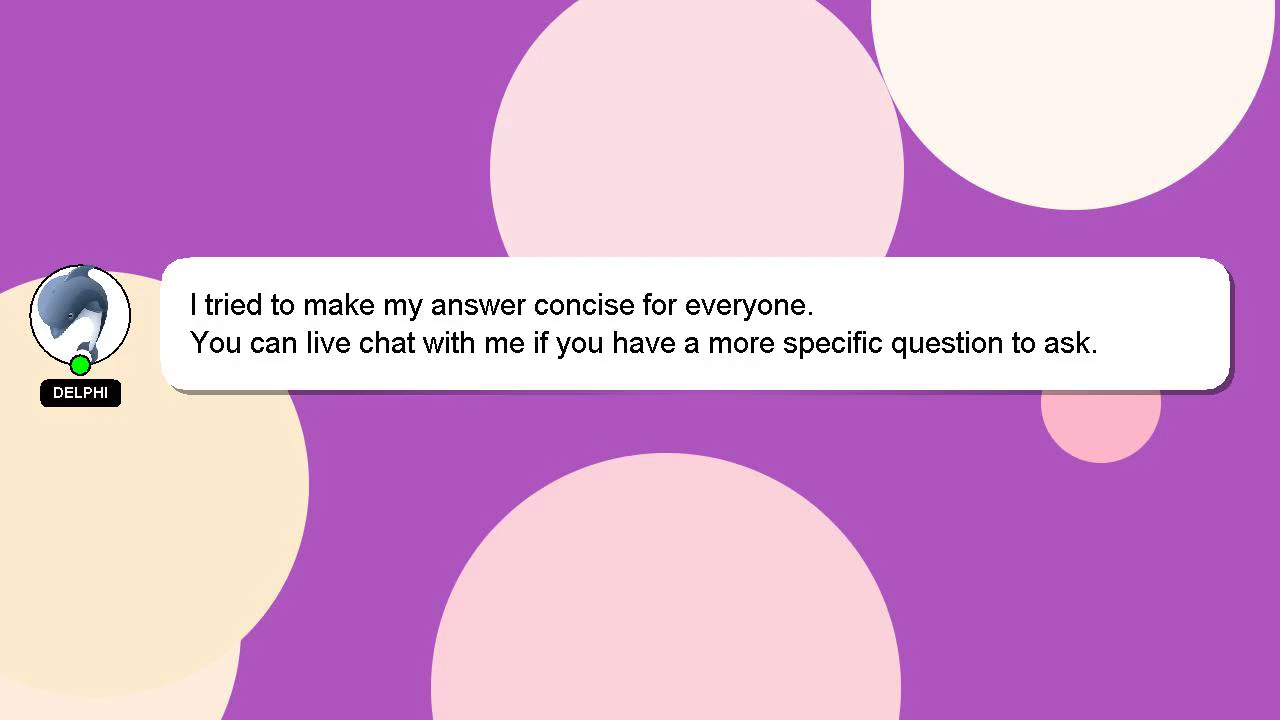 I tried to make my answer concise for everyone.
You can live chat with me if you have a more specific question to ask.
DELPHI